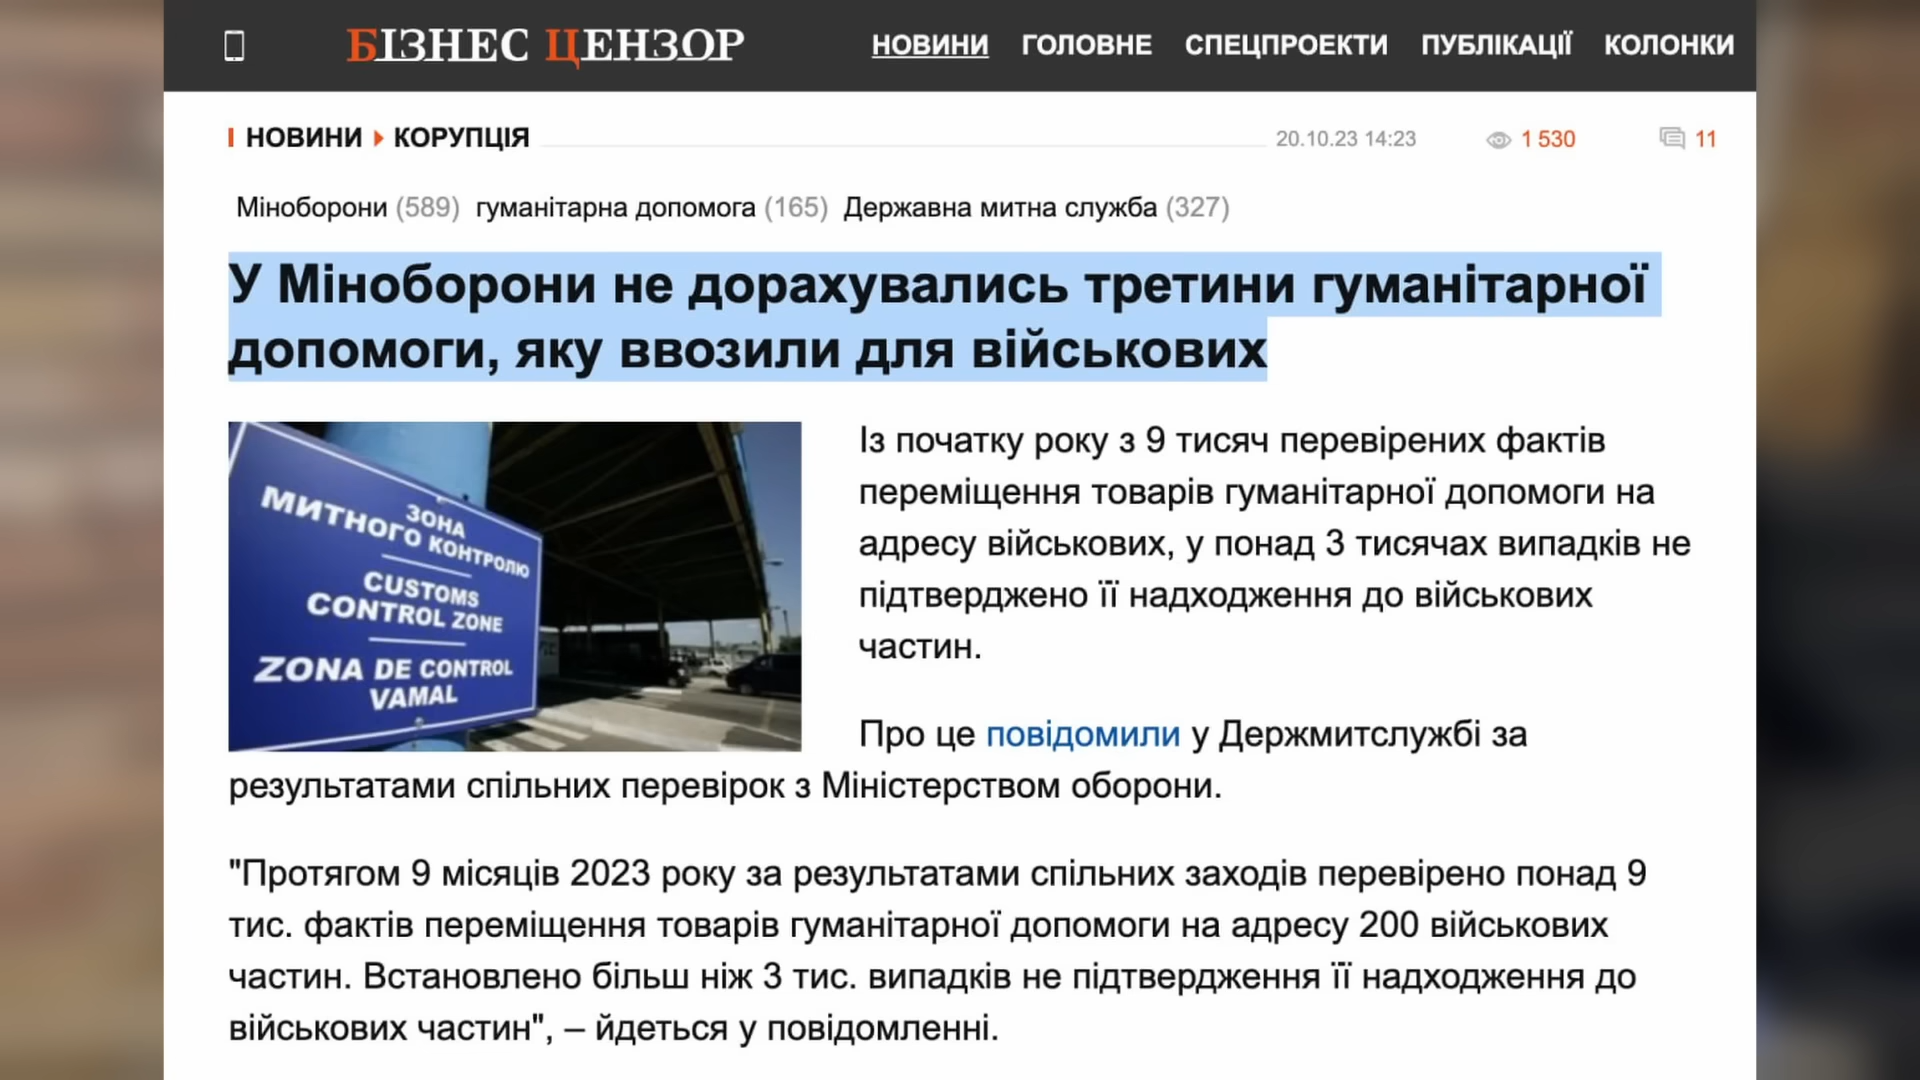 БІЗНЕС ЦЕНЗОР
НОВИНИ ГОЛОВНЕ СПЕЦПРОЕКТИ ПУБЛІКАЦІЇ КОЛОНКИ
НОВИНИ КОРУПЦІЯ
20.10.23 14:23 1 530 11
Міноборони (589) гуманітарна допомога (165) Державна митна служба (327)
У Міноборони не дорахувались третини гуманітарної
допомоги, яку ввозили для військових
ЗОНА
МИТНОГО КОНТРОЛЮ
CUSTOMS
CONTROL ZONE
ZONA DE CONTROL
VAMAL
Із початку року з 9 тисяч перевірених фактів
переміщення товарів гуманітарної допомоги на
адресу військових, у понад 3 тисячах випадків не
підтверджено її надходження до військових
частин.
Про це повідомили у Держмитслужбі за
результатами спільних перевірок з Міністерством оборони.
"Протягом 9 місяців 2023 року за результатами спільних заходів перевірено понад 9
тис. фактів переміщення товарів гуманітарної допомоги на адресу 200 військових
частин. Встановлено більш ніж 3 тис. випадків не підтвердження її надходження до
військових частин", – йдеться у повідомленні.